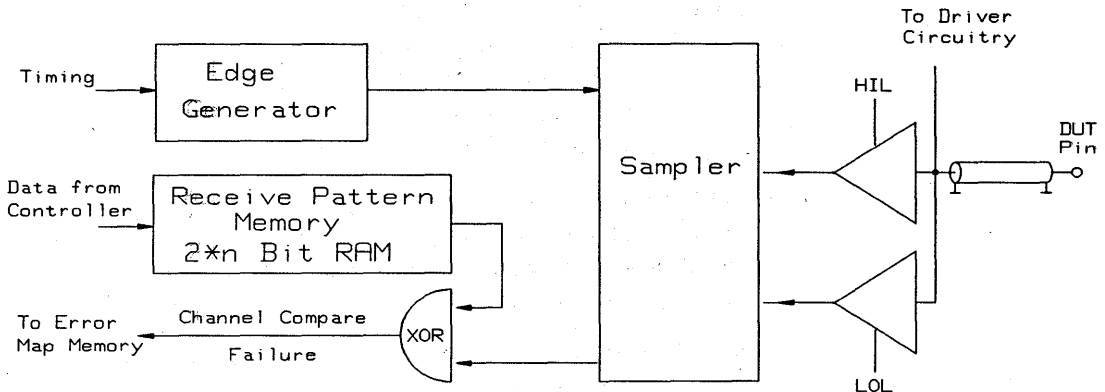 To Driver
Circuitry
Timing
Edge
Generator
HIL
DUT
Pin
Sampler
Data from
Controller
Receive Pattern
Memory
2*n Bit RAM
To Error
Map Memory
Channel Compare
Failure
XOR
LOL